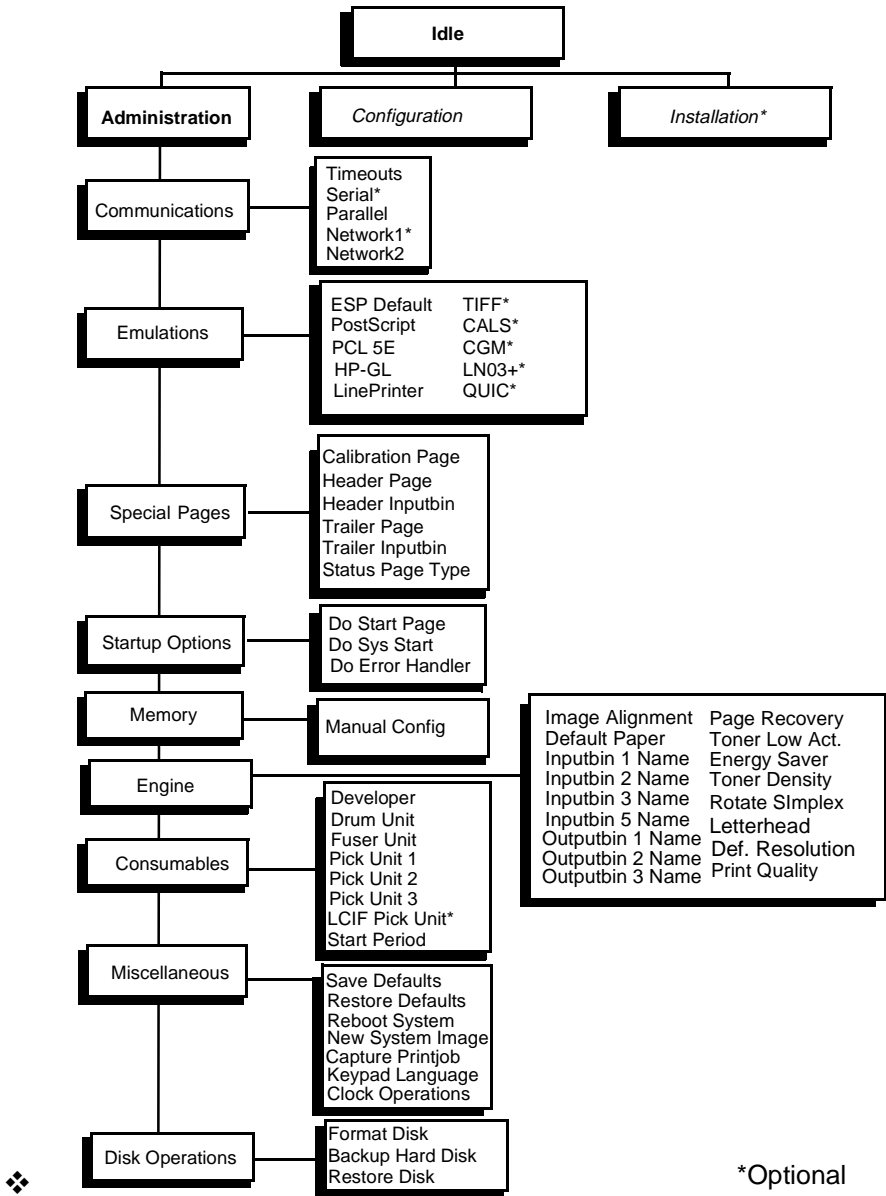 Idle
Administration
Configuration
Installation*
Communications
Timeouts
Serial*
Parallel
Network1*
Network2
Emulations
ESP Default
PostScript
PCL 5E
HP-GL
LinePrinter
TIFF*
CALS*
CGM*
LN03+*
QUIC*
Special Pages
Calibration Page
Header Page
Header Inputbin
Trailer Page
Trailer Inputbin
Status Page Type
Startup Options
Do Start Page
Do Sys Start
Do Error Handler
Memory
Manual Config
Engine
Image Alignment
Default Paper
Inputbin 1 Name
Inputbin 2 Name
Inputbin 3 Name
Inputbin 5 Name
Outputbin 1 Name
Outputbin 2 Name
Outputbin 3 Name
Page Recovery
Toner Low Act.
Energy Saver
Toner Density
Rotate SImplex
Letterhead
Def. Resolution
Print Quality
Consumables
Developer
Drum Unit
Fuser Unit
Pick Unit 1
Pick Unit 2
Pick Unit 3
LCIF Pick Unit*
Start Period
Miscellaneous
Save Defaults
Restore Defaults
Reboot System
New System Image
Capture Printjob
Keypad Language
Clock Operations
Disk Operations
Format Disk
Backup Hard Disk
Restore Disk
*Optional